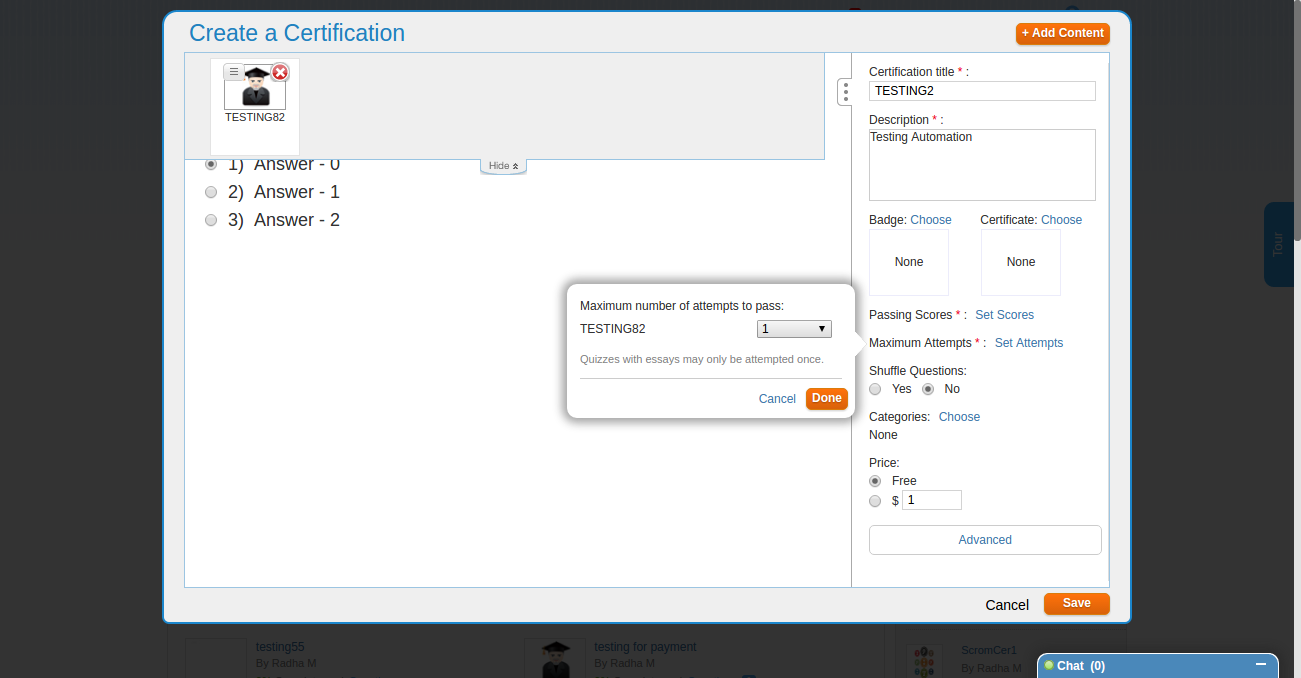 Create a Certification
+ Add Content
TESTING82
1) Answer - 0
2) Answer - 1
3) Answer - 2
Hide
Certification title * :
TESTING2
Description * :
Testing Automation
Badge: Choose
Certificate: Choose
None
None
Passing Scores * : Set Scores
Maximum Attempts * : Set Attempts
Shuffle Questions:
Yes No
Categories: Choose
None
Price:
Free
$ 1
Advanced
Maximum number of attempts to pass:
TESTING82 1
Quizzes with essays may only be attempted once.
Cancel Done
Cancel Save
Tour
testing55
By Radha M
testing for payment
By Radha M
ScromCer1
By Radha M
Chat (0)